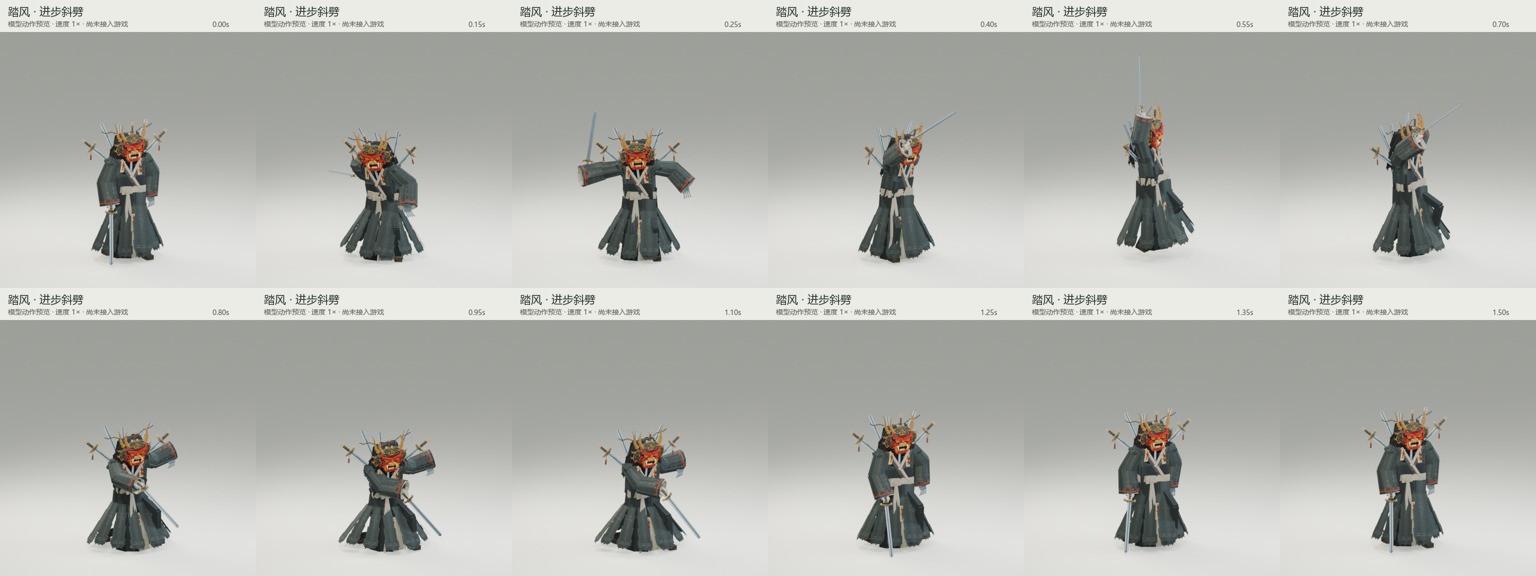 踏风 · 进步斜劈
模型动作预览 · 速度 1× · 尚未接入游戏 0.00s
踏风 · 进步斜劈
模型动作预览 · 速度 1× · 尚未接入游戏 0.15s
踏风 · 进步斜劈
模型动作预览 · 速度 1× · 尚未接入游戏 0.25s
踏风 · 进步斜劈
模型动作预览 · 速度 1× · 尚未接入游戏 0.40s
踏风 · 进步斜劈
模型动作预览 · 速度 1× · 尚未接入游戏 0.55s
踏风 · 进步斜劈
模型动作预览 · 速度 1× · 尚未接入游戏 0.70s
踏风 · 进步斜劈
模型动作预览 · 速度 1× · 尚未接入游戏 0.80s
踏风 · 进步斜劈
模型动作预览 · 速度 1× · 尚未接入游戏 0.95s
踏风 · 进步斜劈
模型动作预览 · 速度 1× · 尚未接入游戏 1.10s
踏风 · 进步斜劈
模型动作预览 · 速度 1× · 尚未接入游戏 1.25s
踏风 · 进步斜劈
模型动作预览 · 速度 1× · 尚未接入游戏 1.35s
踏风 · 进步斜劈
模型动作预览 · 速度 1× · 尚未接入游戏 1.50s